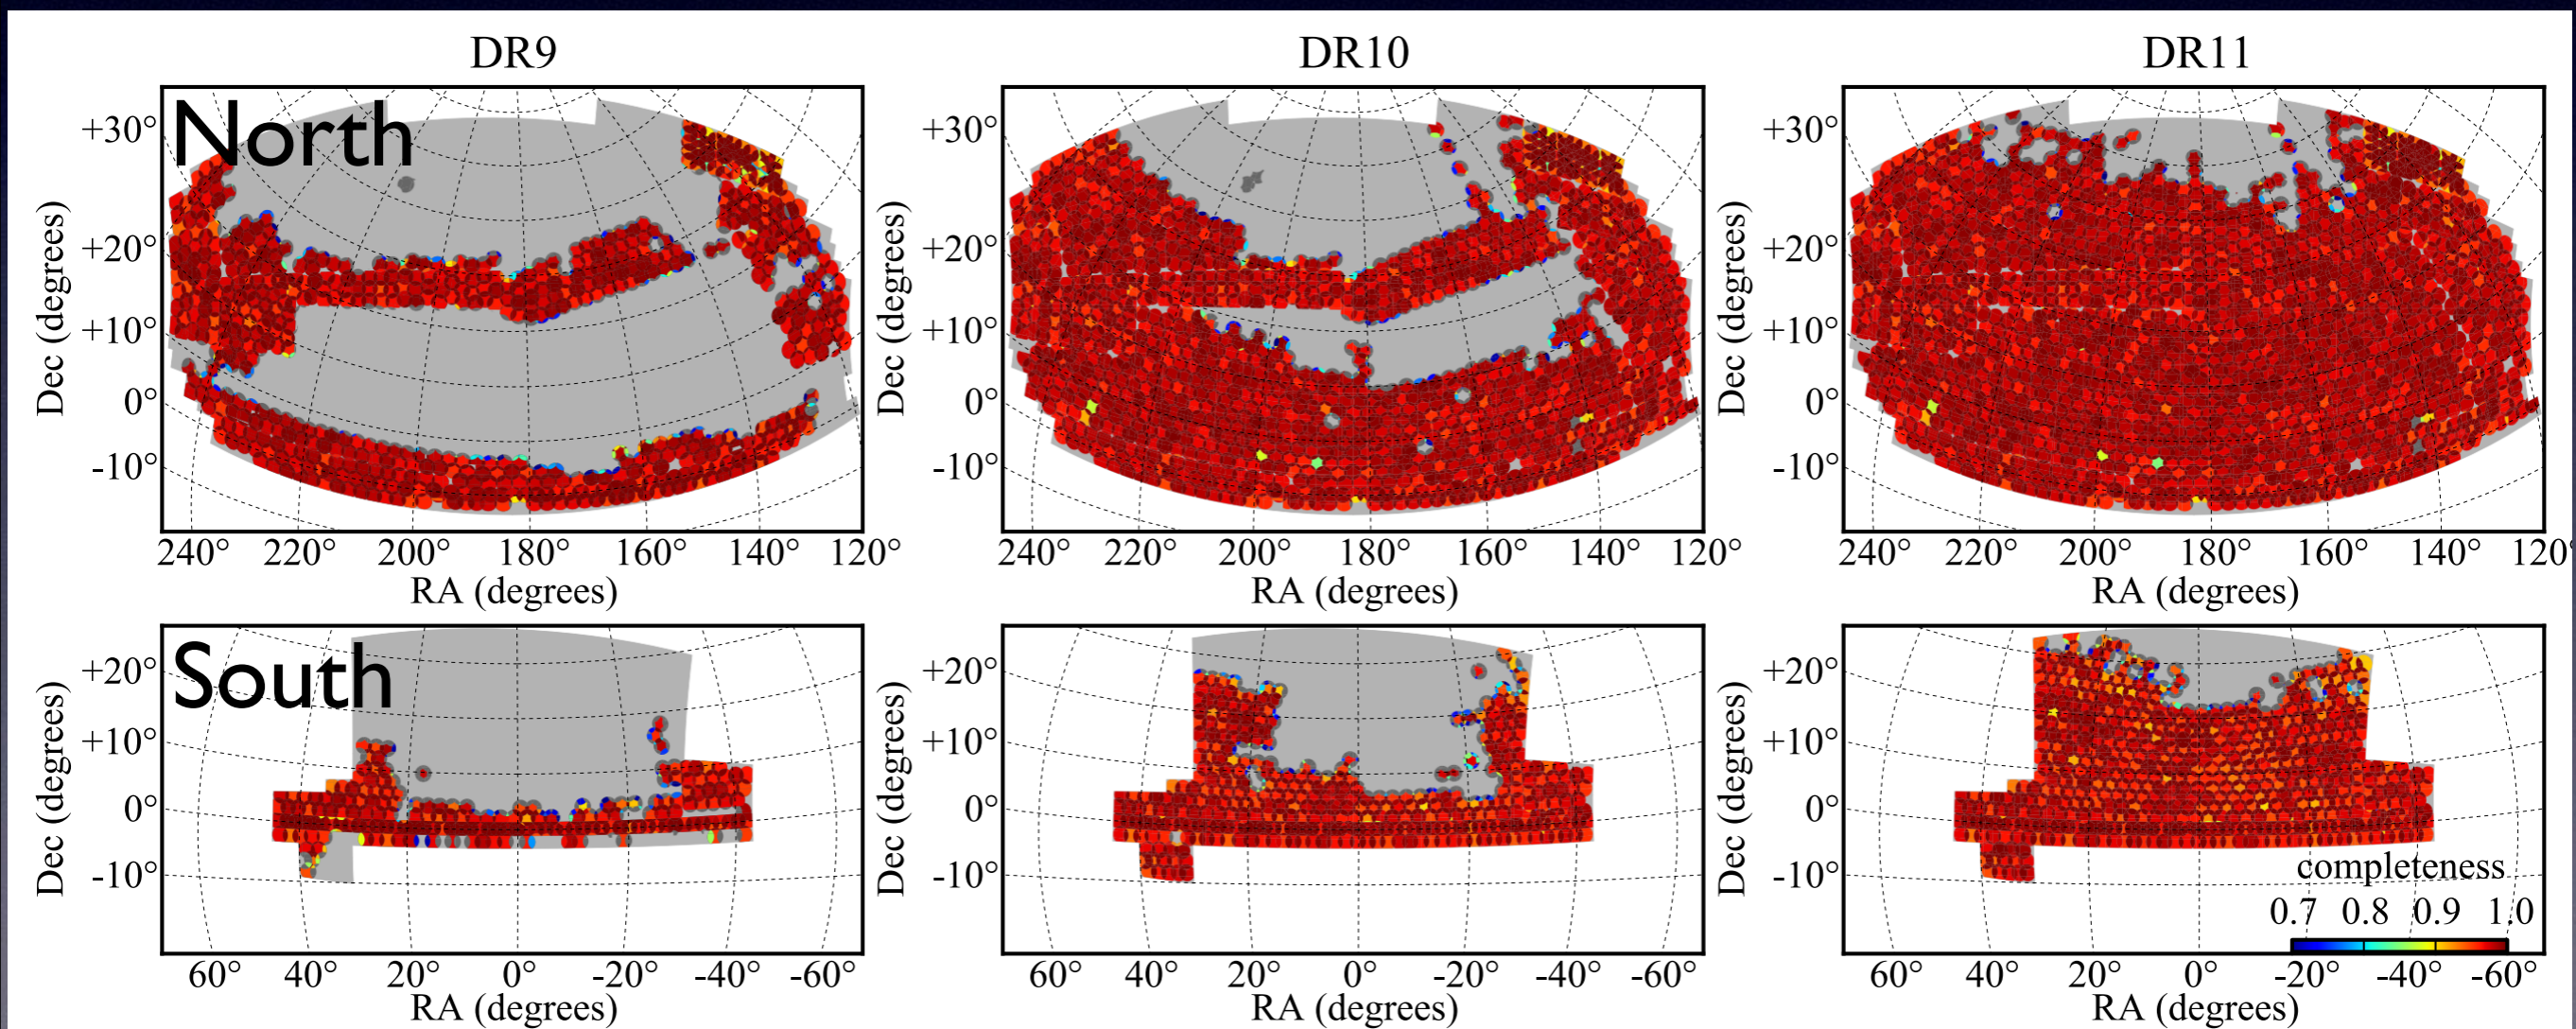 DR9 DR10 DR11
North
+30° +30° +30°
+20° +20° +20°
+10° +10° +10°
0° 0° 0°
-10° -10° -10°
Dec (degrees) Dec (degrees) Dec (degrees)
240° 220° 200° 180° 160° 140° 120° 240° 220° 200° 180° 160° 140° 120° 240° 220° 200° 180° 160° 140° 120°
RA (degrees) RA (degrees) RA (degrees)
South
+20° +20° +20°
+10° +10° +10°
0° 0° 0°
-10° -10° -10°
Dec (degrees) Dec (degrees) Dec (degrees)
completeness
0.7 0.8 0.9 1.0
60° 40° 20° 0° -20° -40° -60° 60° 40° 20° 0° -20° -40° -60° 60° 40° 20° 0° -20° -40° -60°
RA (degrees) RA (degrees) RA (degrees)